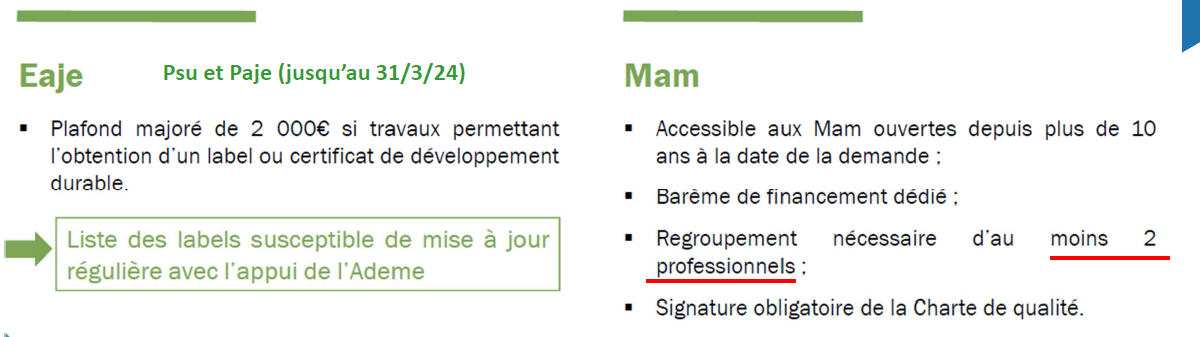 Eaje
Psu et Paje (jusqu'au 31/3/24)
▪ Plafond majoré de 2 000€ si travaux permettant
l'obtention d'un label ou certificat de développement
durable.
Liste des labels susceptible de mise à jour
régulière avec l'appui de l'Ademe
Mam
▪ Accessible aux Mam ouvertes depuis plus de 10
ans à la date de la demande ;
▪ Barème de financement dédié ;
▪ Regroupement nécessaire d'au moins 2
professionnels ;
▪ Signature obligatoire de la Charte de qualité.